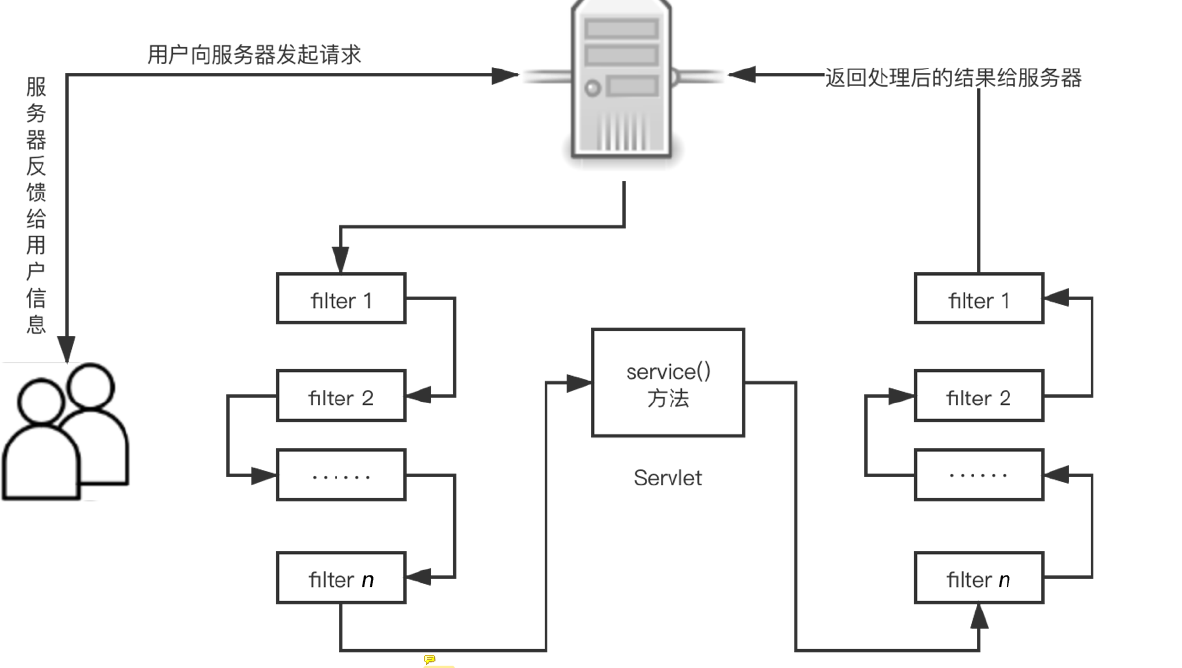 用户向服务器发起请求
返回处理后的结果给服务器
服务器反馈给用户信息
filter 1
filter 2
······
filter n
service()
方法
Servlet
filter 1
filter 2
······
filter n